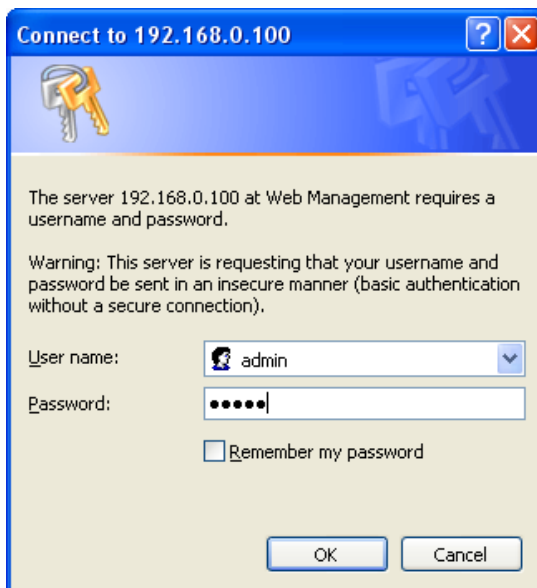 Connect to 192.168.0.100
The server 192.168.0.100 at Web Management requires a
username and password.
Warning: This server is requesting that your username and
password be sent in an insecure manner (basic authentication
without a secure connection).
User name: admin
Password: •••••
Remember my password
OK Cancel